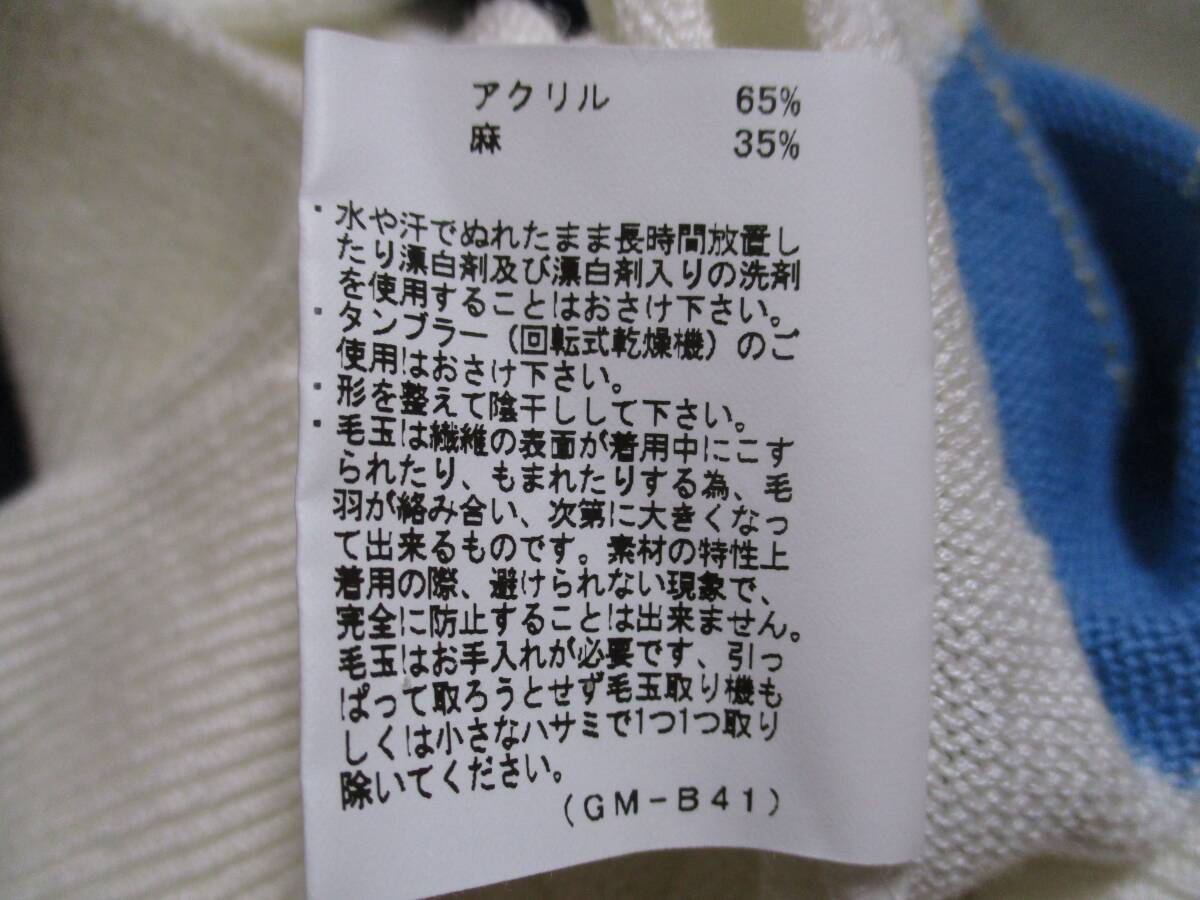 アクリル 65%
麻 35%
・水や汗でぬれたまま長時間放置し
たり漂白剤及び漂白剤入りの洗剤
を使用することはおさけ下さい。
・タンブラー(回転式乾燥機)のご
使用はおさけ下さい。
・形を整えて陰干しして下さい。
・毛玉は繊維の表面が着用中にこす
られたり、もまれたりする為、毛
羽が絡み合い、次第に大きくなっ
て出来るものです。素材の特性上
着用の際、避けられない現象で、
完全に防止することは出来ません。
毛玉はお手入れが必要です、引っ
ぱって取ろうとせず毛玉取り機も
しくは小さなハサミで1つ1つ取り
除いてください。
(GM-B41)